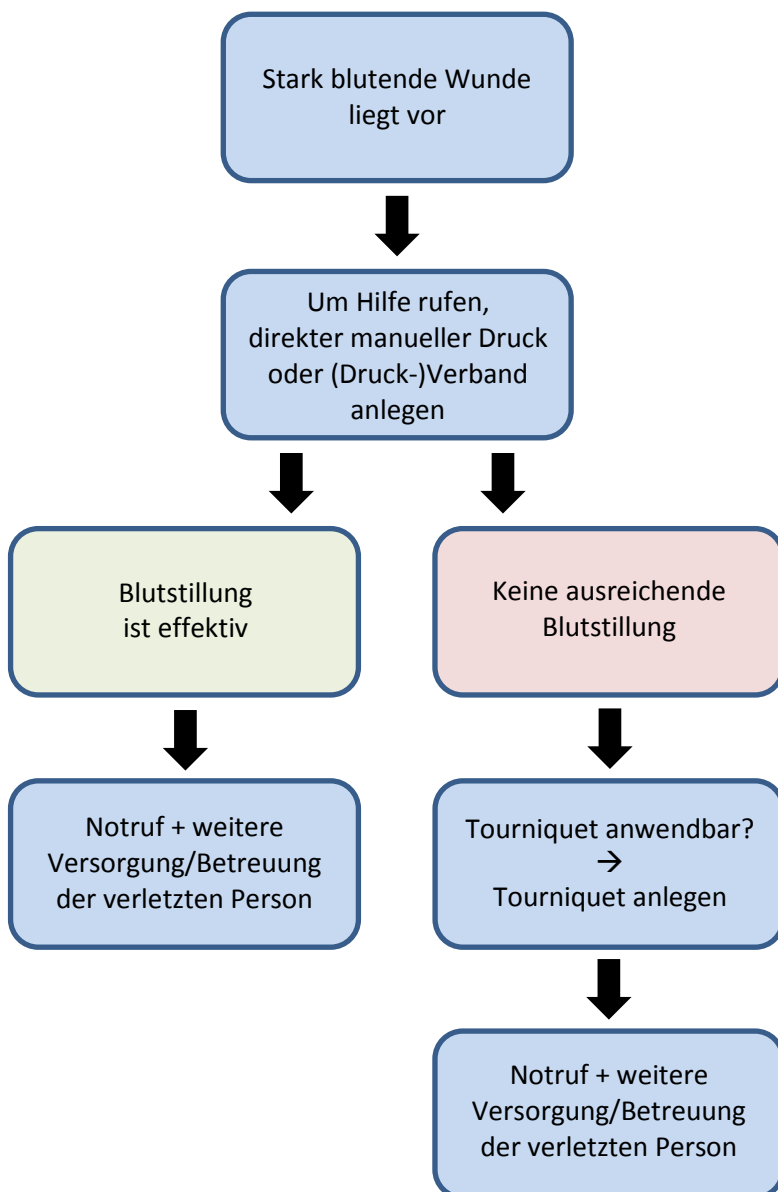 Stark blutende Wunde
liegt vor
Um Hilfe rufen,
direkter manueller Druck
oder (Druck-)Verband
anlegen
Blutstillung
ist effektiv
Keine ausreichende
Blutstillung
Notruf + weitere
Versorgung/Betreuung
der verletzten Person
Tourniquet anwendbar?
→
Tourniquet anlegen
Notruf + weitere
Versorgung/Betreuung
der verletzten Person